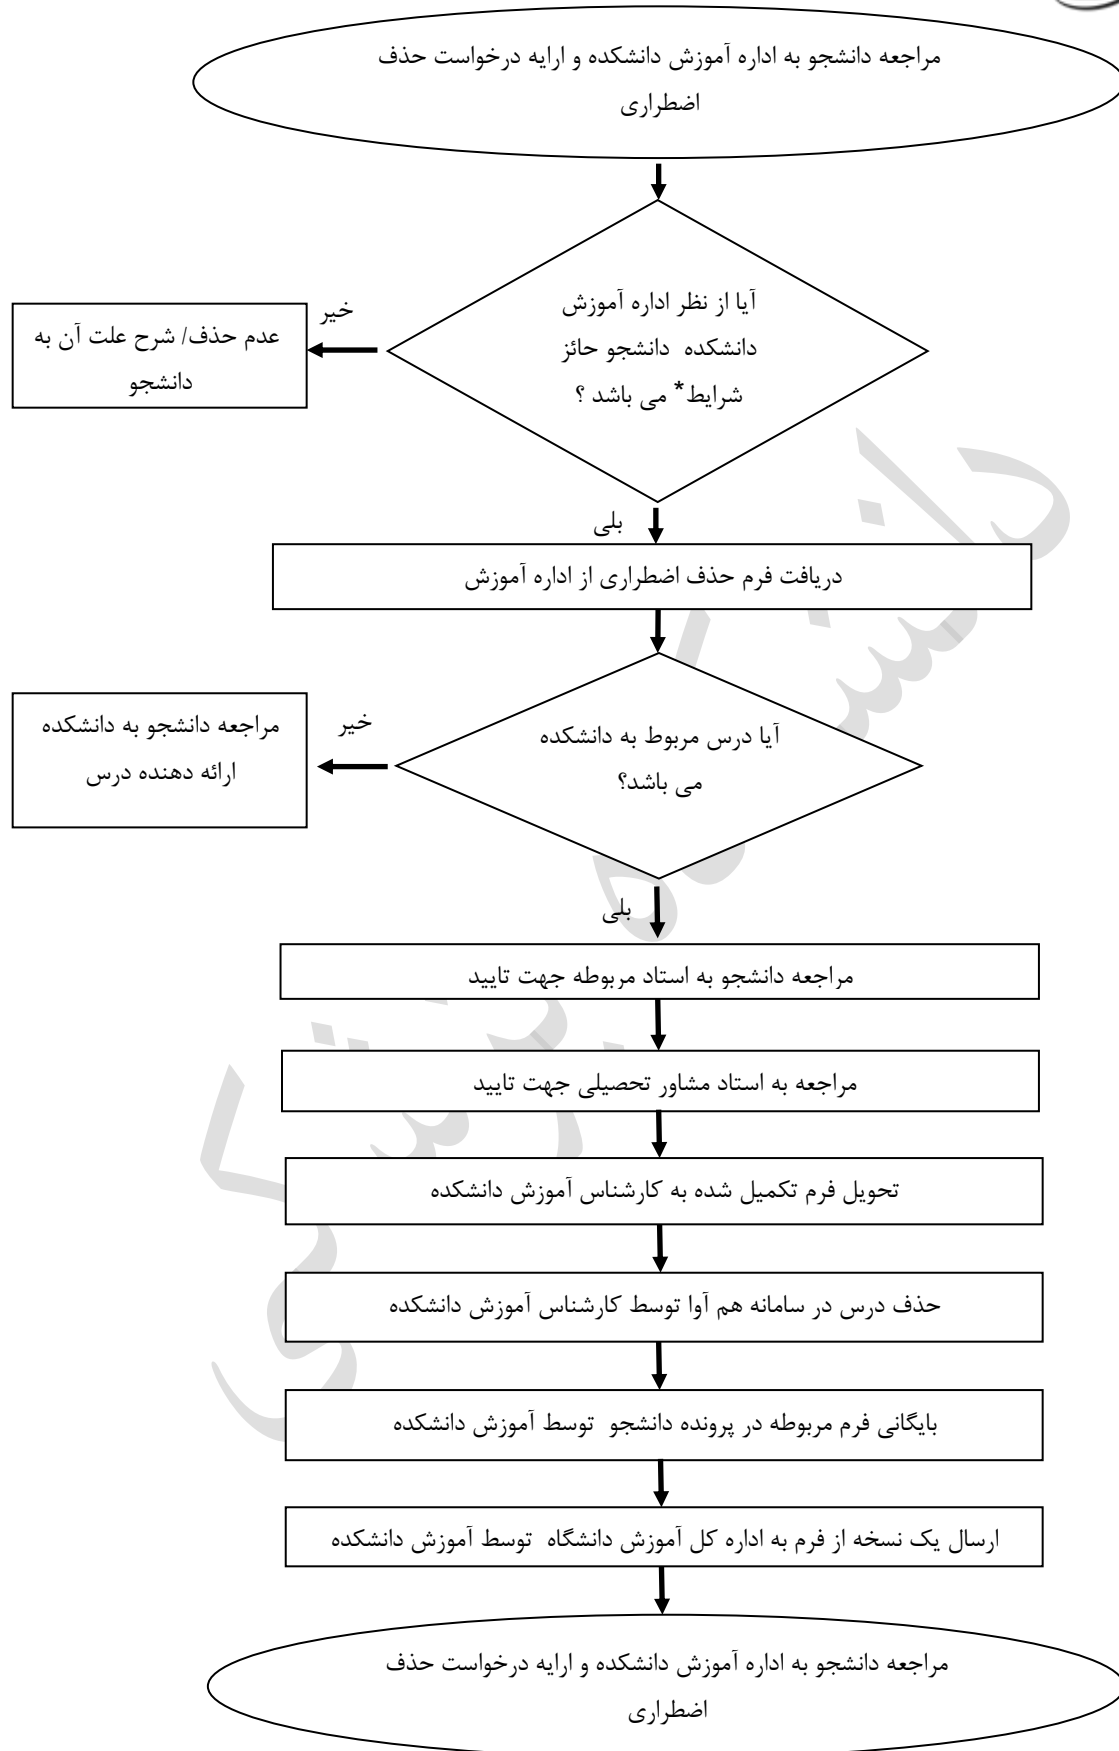 مراجعه دانشجو به اداره آموزش دانشکده و ارایه درخواست حذف
اضطراری
آیا از نظر اداره آموزش
دانشکده دانشجو حائز
شرایط* می باشد ؟
خیر
عدم حذف/ شرح علت آن به
دانشجو
بلی
دریافت فرم حذف اضطراری از اداره آموزش
آیا درس مربوط به دانشکده
می باشد؟
خیر
مراجعه دانشجو به دانشکده
ارائه دهنده درس
بلی
مراجعه دانشجو به استاد مربوطه جهت تایید
مراجعه به استاد مشاور تحصیلی جهت تایید
تحویل فرم تکمیل شده به کارشناس آموزش دانشکده
حذف درس در سامانه هم آوا توسط کارشناس آموزش دانشکده
بایگانی فرم مربوطه در پرونده دانشجو توسط آموزش دانشکده
ارسال یک نسخه از فرم به اداره کل آموزش دانشگاه توسط آموزش دانشکده
مراجعه دانشجو به اداره آموزش دانشکده و ارایه درخواست حذف
اضطراری
دانشکده پزشکی